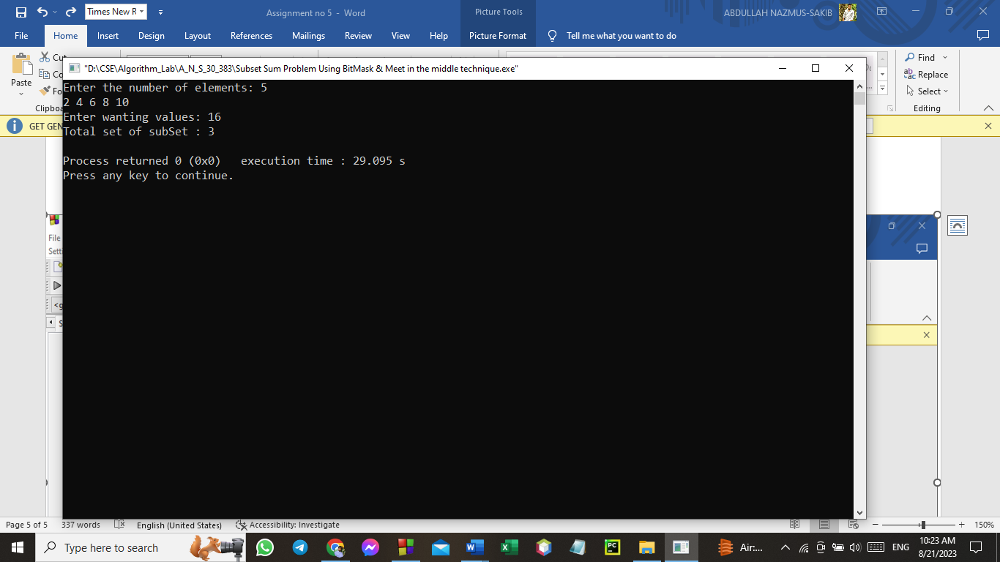 Times New R
Assignment no 5 - Word
Picture Tools
ABDULLAH NAZMUS-SAKIB
File Home Insert Design Layout References Mailings Review View Help Picture Format Tell me what you want to do
Paste
Find
Replace
Select
Editing
"D:\CSE\Algorithm_Lab\A_N_S_30_383\Subset Sum Problem Using BitMask & Meet in the middle technique.exe"
Enter the number of elements: 5
2 4 6 8 10
Enter wanting values: 16
Total set of subSet : 3
Process returned 0 (0x0)   execution time : 29.095 s
Press any key to continue.
File
Page 5 of 5 337 words English (United States) Accessibility: Investigate 150%
Type here to search
PC
Air:...
ENG
10:23 AM
8/21/2023